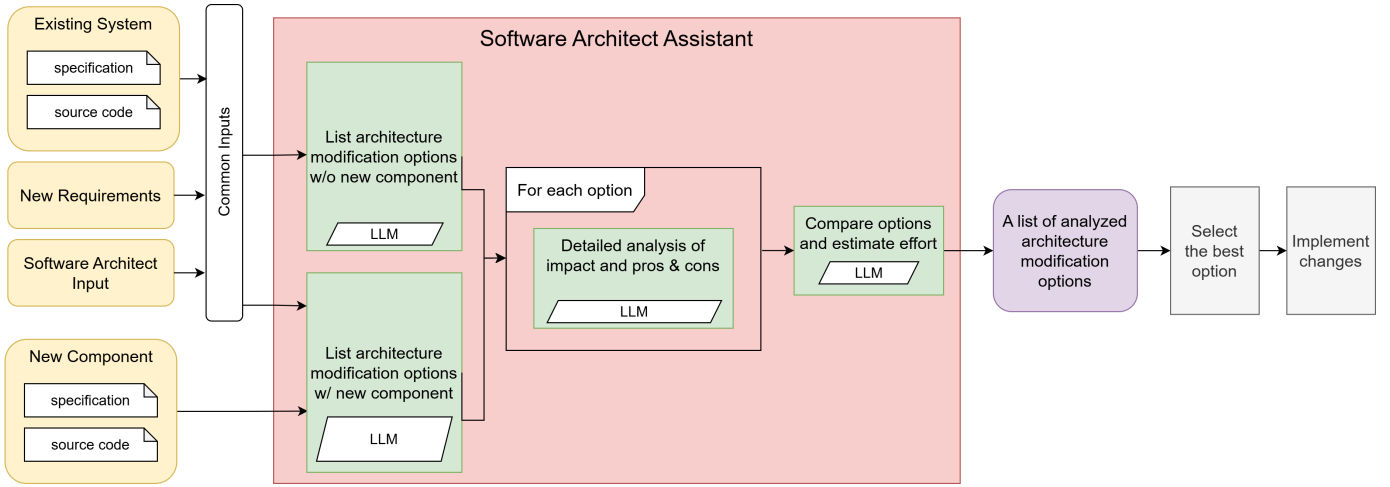 Existing System
specification
source code
New Requirements
Software Architect
Input
New Component
specification
source code
Common Inputs
Software Architect Assistant
List architecture
modification options
w/o new component
LLM
List architecture
modification options
w/ new component
LLM
For each option
Detailed analysis of
impact and pros & cons
LLM
Compare options
and estimate effort
LLM
A list of analyzed
architecture
modification
options
Select
the best
option
Implement
changes